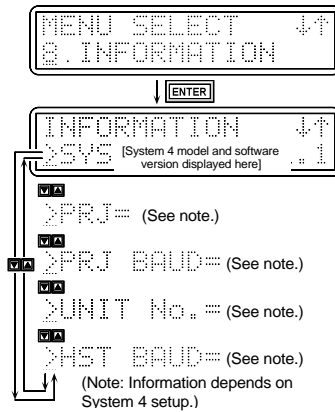 MENU SELECT ↓↑
8.INFORMATION
ENTER
INFORMATION ↓↑
>SYS [System 4 model and software version displayed here] ..1
>PRJ= (See note.)
>PRJ BAUD= (See note.)
>UNIT No.= (See note.)
>HST BAUD= (See note.)
(Note: Information depends on
System 4 setup.)